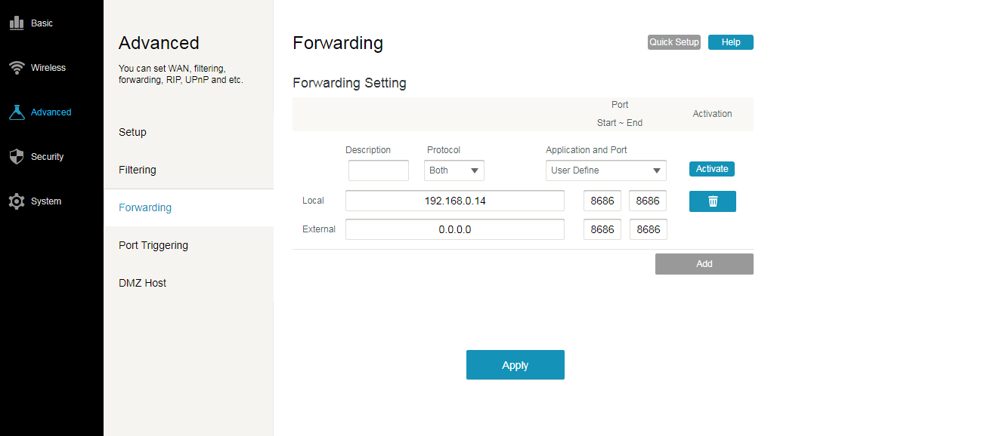 Basic
Wireless
Advanced
Security
System
Advanced
You can set WAN, filtering,
forwarding, RIP, UPnP and etc.
Setup
Filtering
Forwarding
Port Triggering
DMZ Host
Forwarding
Quick Setup
Help
Forwarding Setting
Port
Start ~ End
Activation
Description Protocol Application and Port
Both User Define Activate
Local 192.168.0.14 8686 8686
External 0.0.0.0 8686 8686
Add
Apply